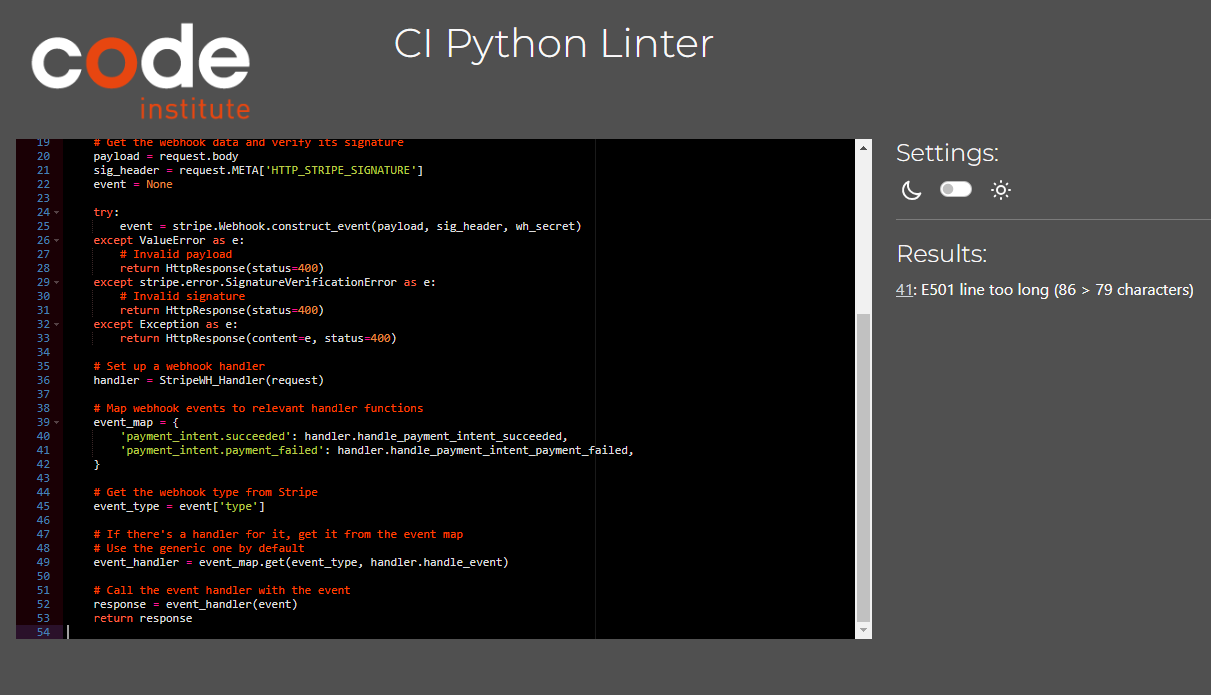 code
institute
CI Python Linter
19 # Get the webhook data and verify its signature
20 payload = request.body
21 sig_header = request.META['HTTP_STRIPE_SIGNATURE']
22 event = None
23
24 try:
25 event = stripe.Webhook.construct_event(payload, sig_header, wh_secret)
26 except ValueError as e:
27 # Invalid payload
28 return HttpResponse(status=400)
29 except stripe.error.SignatureVerificationError as e:
30 # Invalid signature
31 return HttpResponse(status=400)
32 except Exception as e:
33 return HttpResponse(content=e, status=400)
34
35 # Set up a webhook handler
36 handler = StripeWH_Handler(request)
37
38 # Map webhook events to relevant handler functions
39 event_map = {
40 'payment_intent.succeeded': handler.handle_payment_intent_succeeded,
41 'payment_intent.payment_failed': handler.handle_payment_intent_payment_failed,
42 }
43
44 # Get the webhook type from Stripe
45 event_type = event['type']
46
47 # If there's a handler for it, get it from the event map
48 # Use the generic one by default
49 event_handler = event_map.get(event_type, handler.handle_event)
50
51 # Call the event handler with the event
52 response = event_handler(event)
53 return response
54
Settings:
Results:
41: E501 line too long (86 > 79 characters)